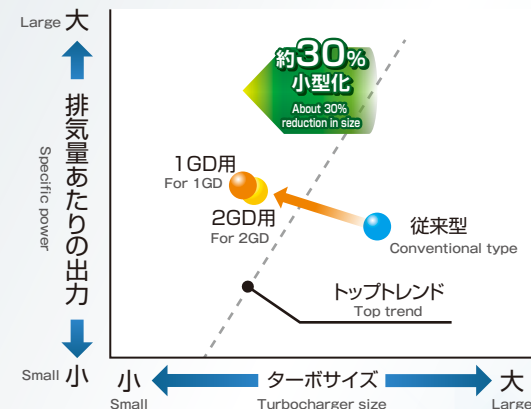 Large 大
排気量あたりの出力
Specific power
Small 小
約30%
小型化
About 30%
reduction in size
1GD用
For 1GD
2GD用
For 2GD
従来型
Conventional type
トップトレンド
Top trend
小
Small
ターボサイズ
Turbocharger size
大
Large